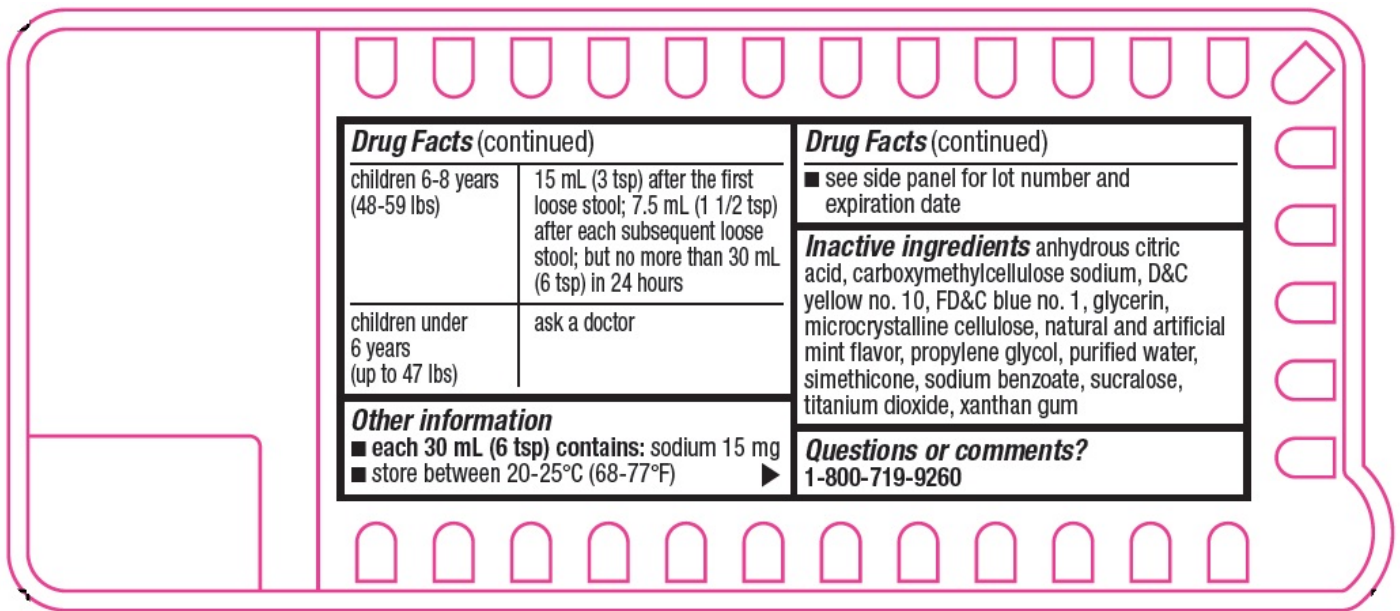 Drug Facts (continued)
children 6-8 years
(48-59 lbs)
15 mL (3 tsp) after the first
loose stool; 7.5 mL (1 1/2 tsp)
after each subsequent loose
stool; but no more than 30 mL
(6 tsp) in 24 hours
children under
6 years
(up to 47 lbs)
ask a doctor
Other information
■ each 30 mL (6 tsp) contains: sodium 15 mg
■ store between 20-25°C (68-77°F) ▶
Drug Facts (continued)
■ see side panel for lot number and
expiration date
Inactive ingredients anhydrous citric
acid, carboxymethylcellulose sodium, D&C
yellow no. 10, FD&C blue no. 1, glycerin,
microcrystalline cellulose, natural and artificial
mint flavor, propylene glycol, purified water,
simethicone, sodium benzoate, sucralose,
titanium dioxide, xanthan gum
Questions or comments?
1-800-719-9260